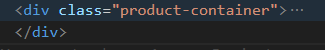 <div class="product-container">…
</div>